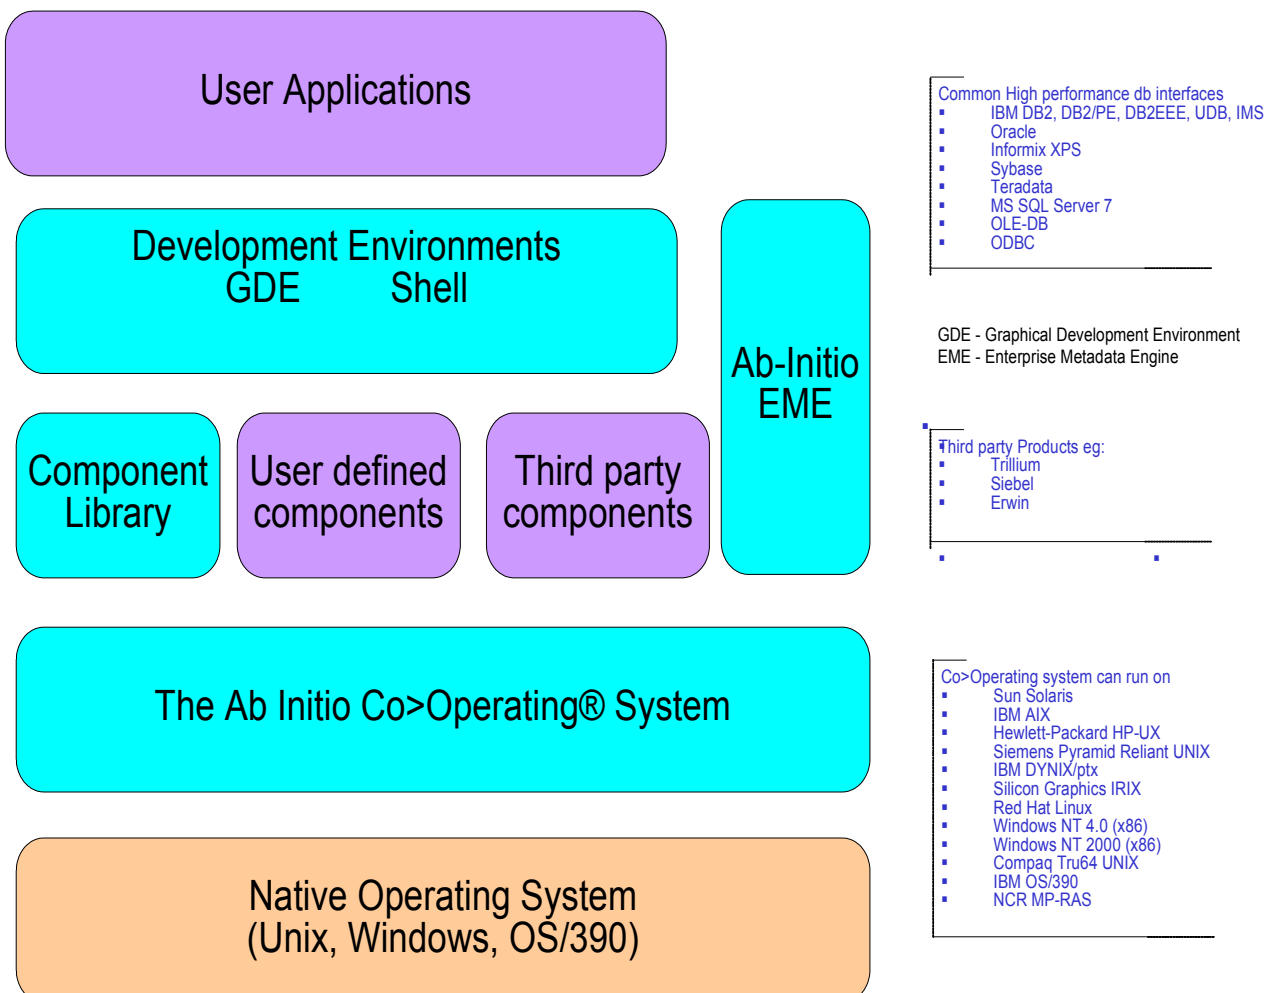 User Applications
Development Environments
GDE Shell
Ab-Initio
EME
Component
Library
User defined
components
Third party
components
The Ab Initio Co>Operating® System
Native Operating System
(Unix, Windows, OS/390)
Common High performance db interfaces
▪ IBM DB2, DB2/PE, DB2EEE, UDB, IMS
▪ Oracle
▪ Informix XPS
▪ Sybase
▪ Teradata
▪ MS SQL Server 7
▪ OLE-DB
▪ ODBC
GDE - Graphical Development Environment
EME - Enterprise Metadata Engine
Third party Products eg:
▪ Trillium
▪ Siebel
▪ Erwin
Co>Operating system can run on
▪ Sun Solaris
▪ IBM AIX
▪ Hewlett-Packard HP-UX
▪ Siemens Pyramid Reliant UNIX
▪ IBM DYNIX/ptx
▪ Silicon Graphics IRIX
▪ Red Hat Linux
▪ Windows NT 4.0 (x86)
▪ Windows NT 2000 (x86)
▪ Compaq Tru64 UNIX
▪ IBM OS/390
▪ NCR MP-RAS